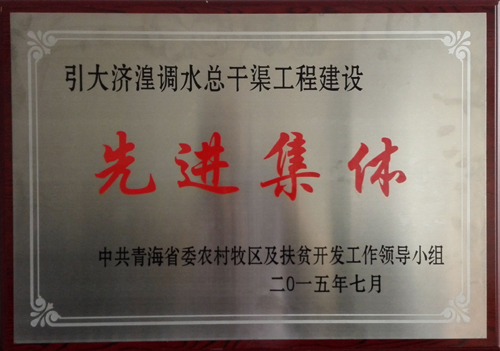 引大济湟调水总干渠工程建设
先进集体
中共青海省委农村牧区及扶贫开发工作领导小组
二〇一五年七月